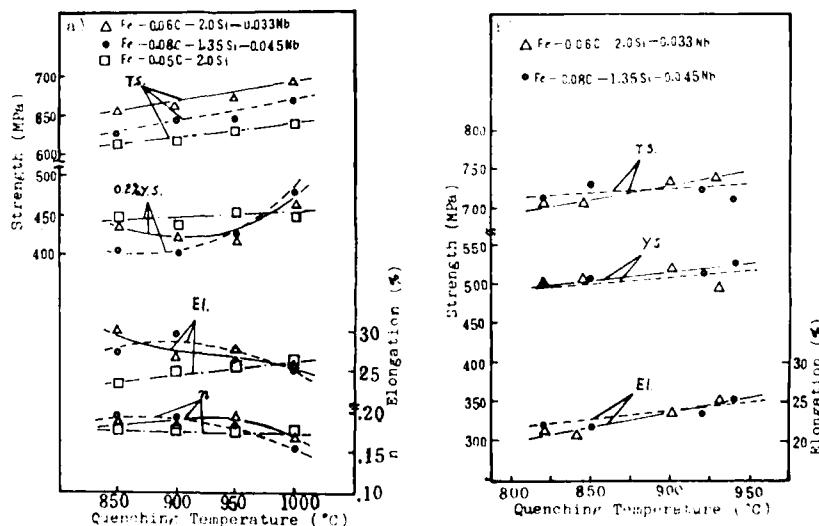 a)
△ Fe-0.06C-2.0Si-0.033Nb
● Fe-0.08C-1.35Si-0.045Nb
□ Fe-0.05C-2.0Si
T.S.
0.2%Y.S.
El.
n
Strength (MPa)
700
650
600
500
450
400
30
25
.20
.15
.10
Elongation (%)
n
850 900 950 1000
Quenching Temperature (°C)
△ Fe-0.06C-2.0Si-0.033Nb
● Fe-0.08C-1.35Si-0.045Nb
T.S.
Y.S
El.
Strength (MPa)
800
750
700
550
500
450
400
350
300
30
25
20
Elongation (%)
800 850 900 950
Quenching Temperature (°C)